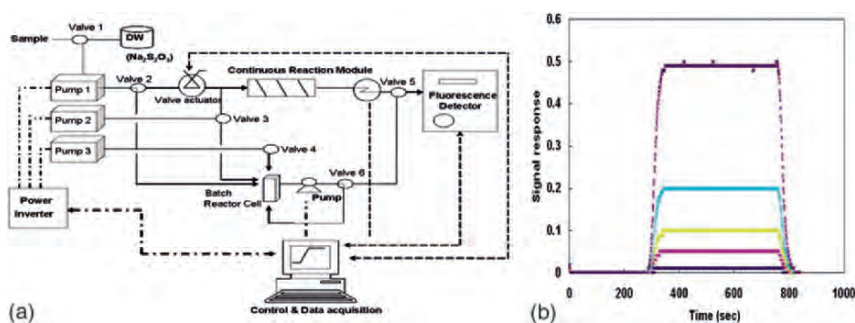 Valve 1
Sample
DW
(Na₂S₂O₃)
Continuous Reaction Module
Valve 5
Pump 1
Valve 2
Valve actuator
Fluorescence
Detector
Pump 2
Valve 3
Pump 3
Valve 4
Valve 6
Batch
Reactor Cell
Pump
Power
Inverter
Control & Data acquisition
(a)
Signal response
0.6
0.5
0.4
0.3
0.2
0.1
0
0 200 400 600 800 1000
Time (sec)
(b)